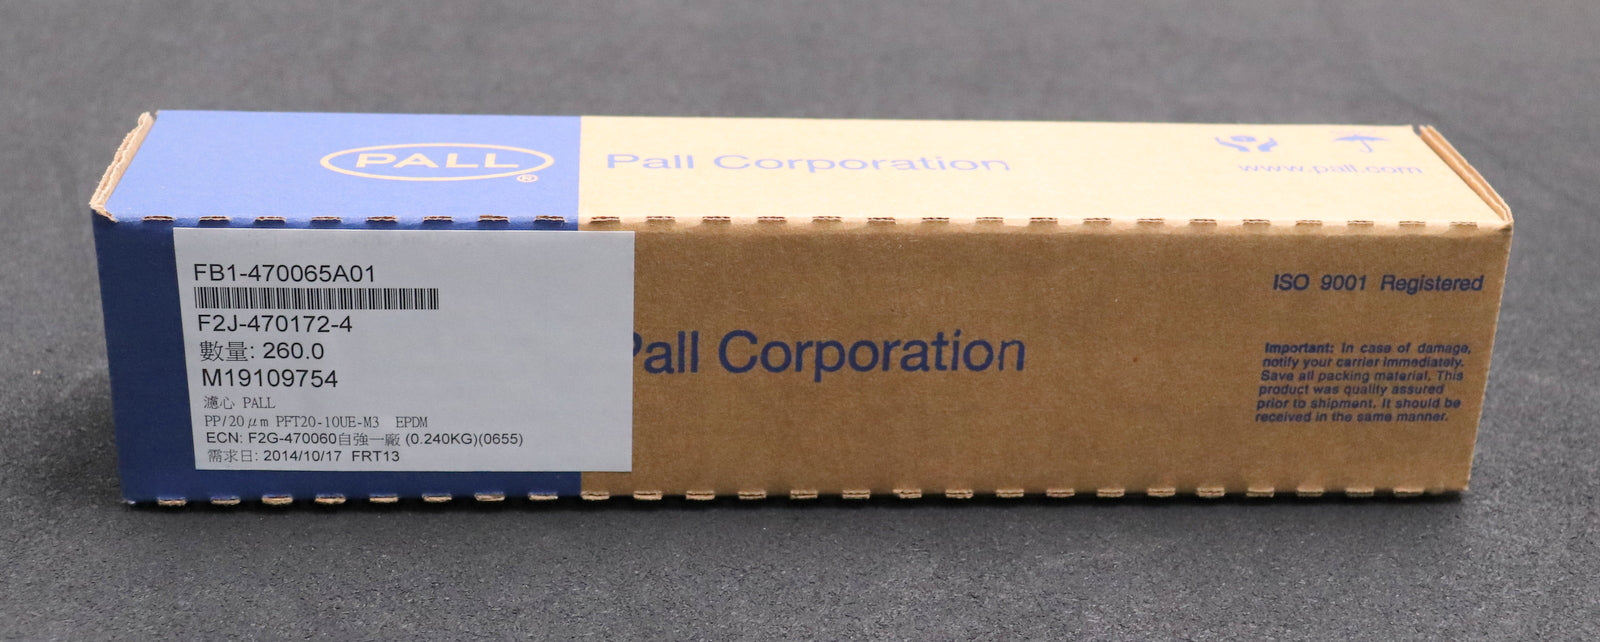 PALL
®
Pall Corporation
www.pall.com
FB1-470065A01
F2J-470172-4
數量: 260.0
M19109754
濾心 PALL
PP/20μm PFT20-10UE-M3 EPDM
ECN: F2G-470060自強一廠 (0.240KG)(0655)
需求日: 2014/10/17 FRT13
Pall Corporation
ISO 9001 Registered
Important: In case of damage,
notify your carrier immediately.
Save all packing material. This
product was quality assured
prior to shipment. It should be
received in the same manner.